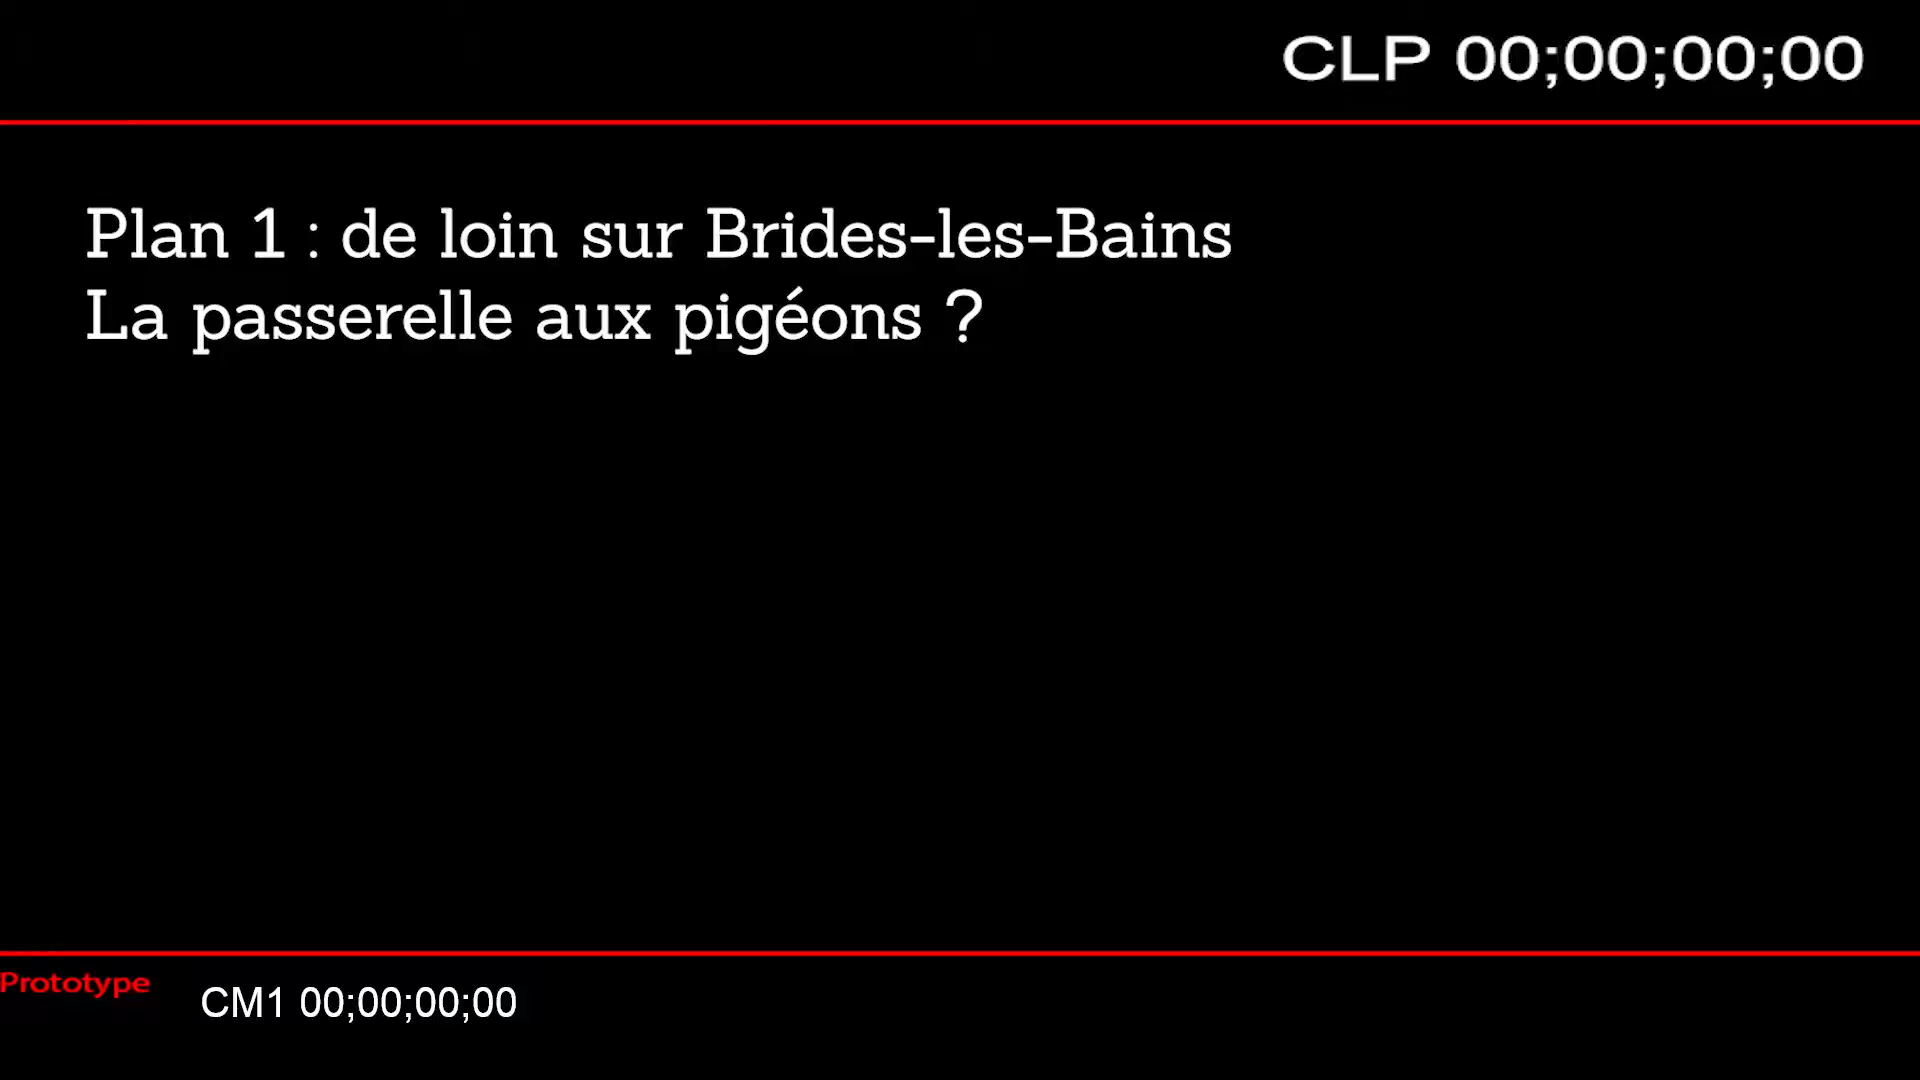 CLP 00;00;00;00
Plan 1 : de loin sur Brides-les-Bains
La passerelle aux pigéons ?
Prototype
CM1 00;00;00;00